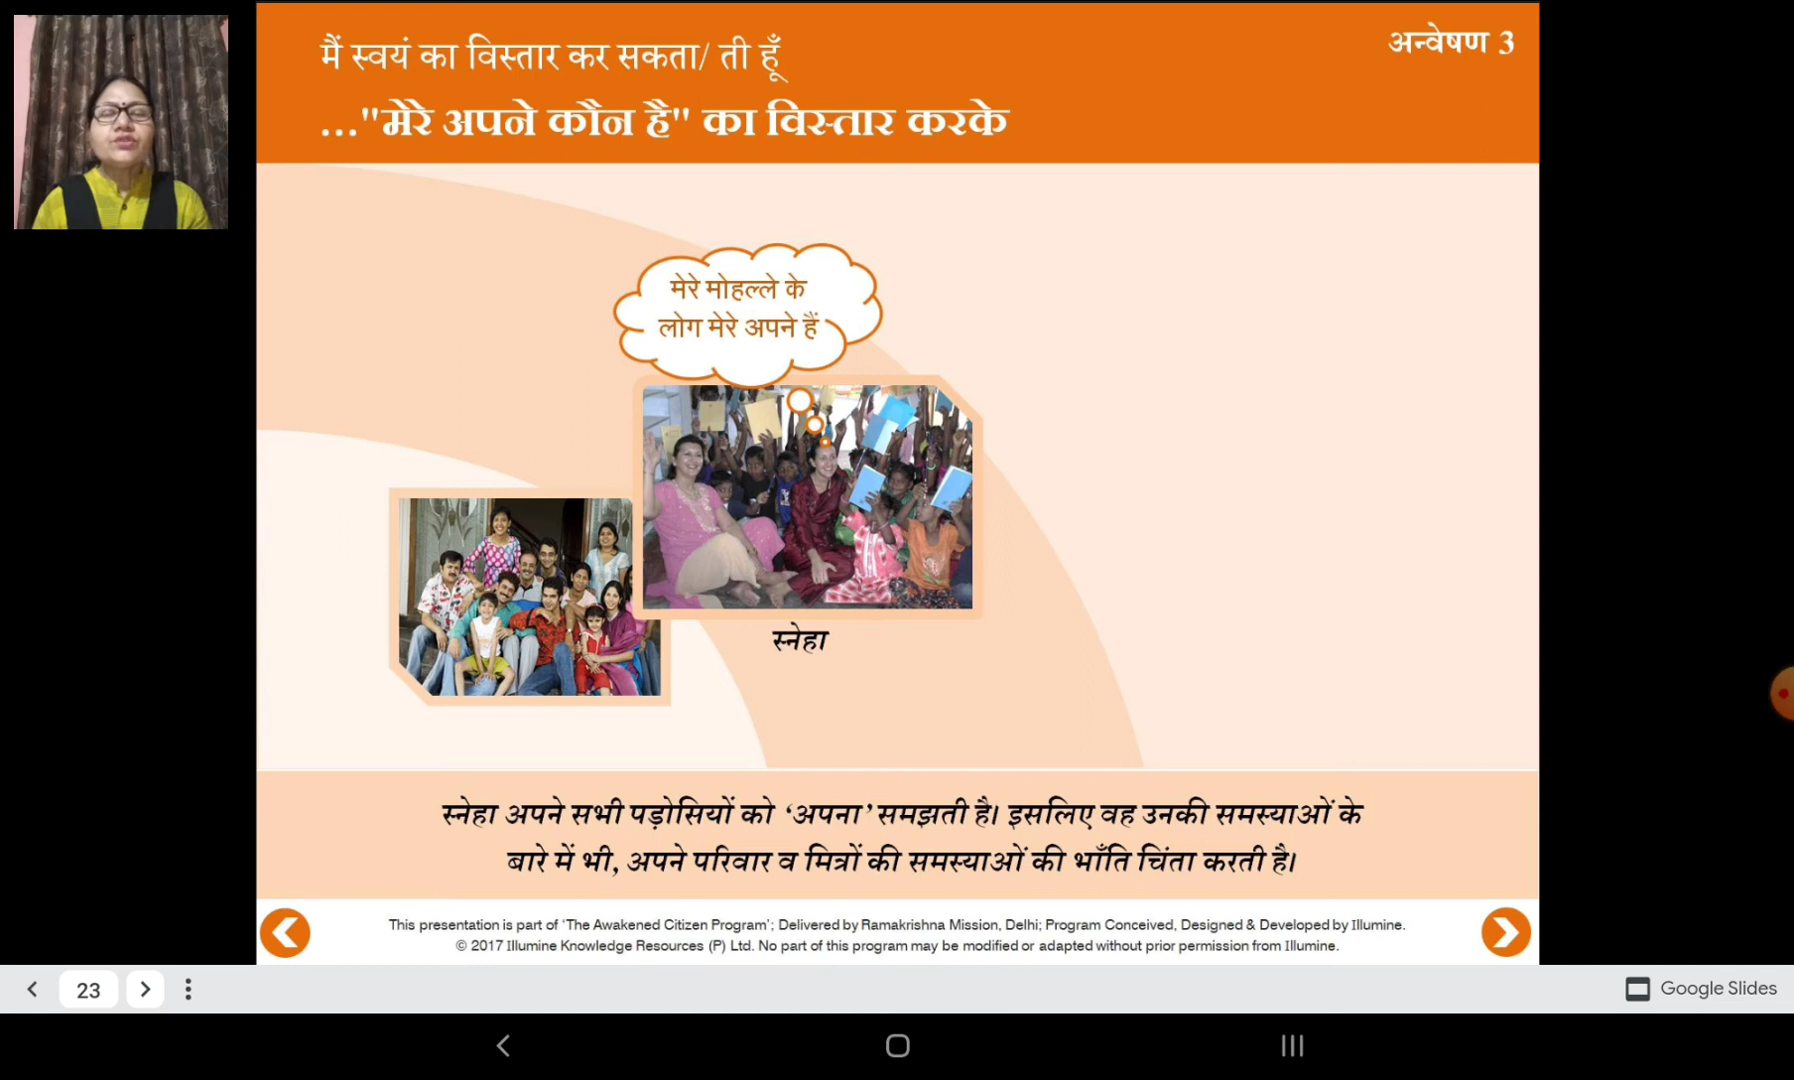 मैं स्वयं का विस्तार कर सकता/ ती हूँ
अन्वेषण 3
..."मेरे अपने कौन है" का विस्तार करके
मेरे मोहल्ले के
लोग मेरे अपने हैं
स्नेहा
स्नेहा अपने सभी पड़ोसियों को ‘अपना’ समझती है। इसलिए वह उनकी समस्याओं के
बारे में भी, अपने परिवार व मित्रों की समस्याओं की भाँति चिंता करती है।
This presentation is part of ‘The Awakened Citizen Program’; Delivered by Ramakrishna Mission, Delhi; Program Conceived, Designed & Developed by Illumine.
© 2017 Illumine Knowledge Resources (P) Ltd. No part of this program may be modified or adapted without prior permission from Illumine.
23
Google Slides